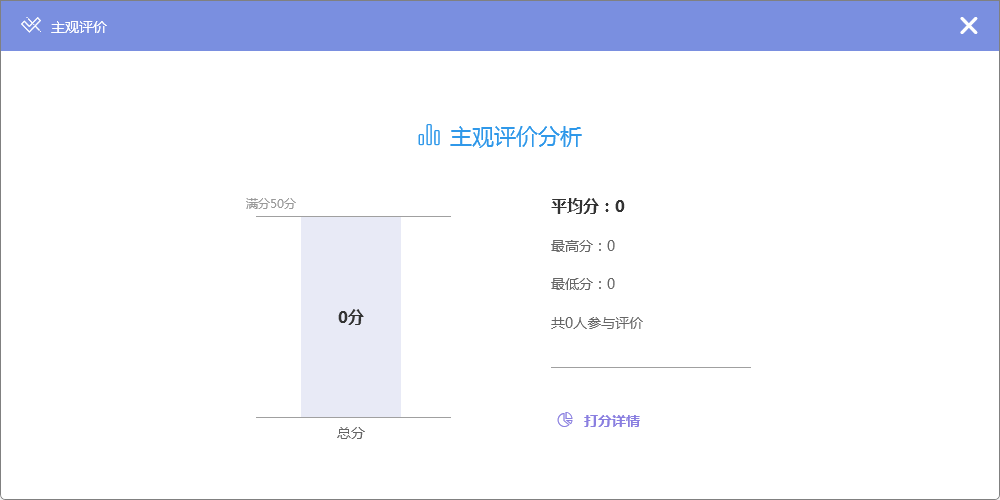 主观评价
主观评价分析
满分50分
0分
总分
平均分：0
最高分：0
最低分：0
共0人参与评价
打分详情